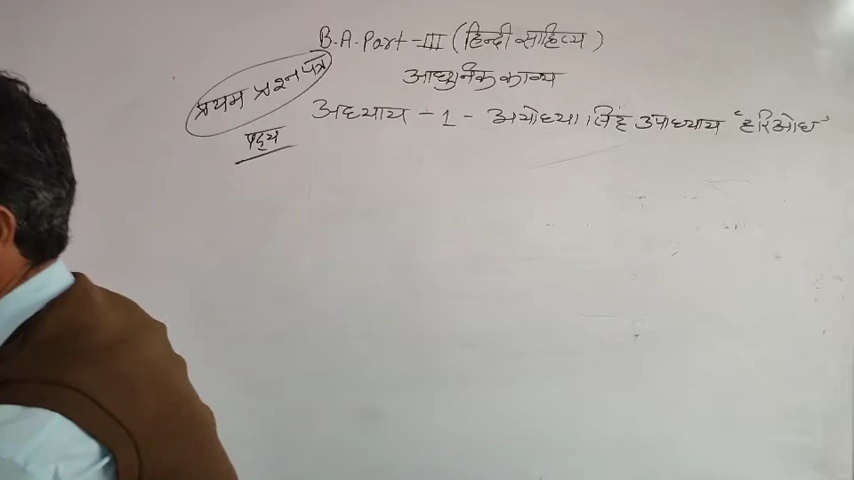 B.A. Part-III (हिन्दी साहित्य)
प्रथम प्रश्न पत्र
आधुनिक काव्य
अध्याय - 1 - अयोध्या सिंह उपाध्याय 'हरिऔध'
पद्य